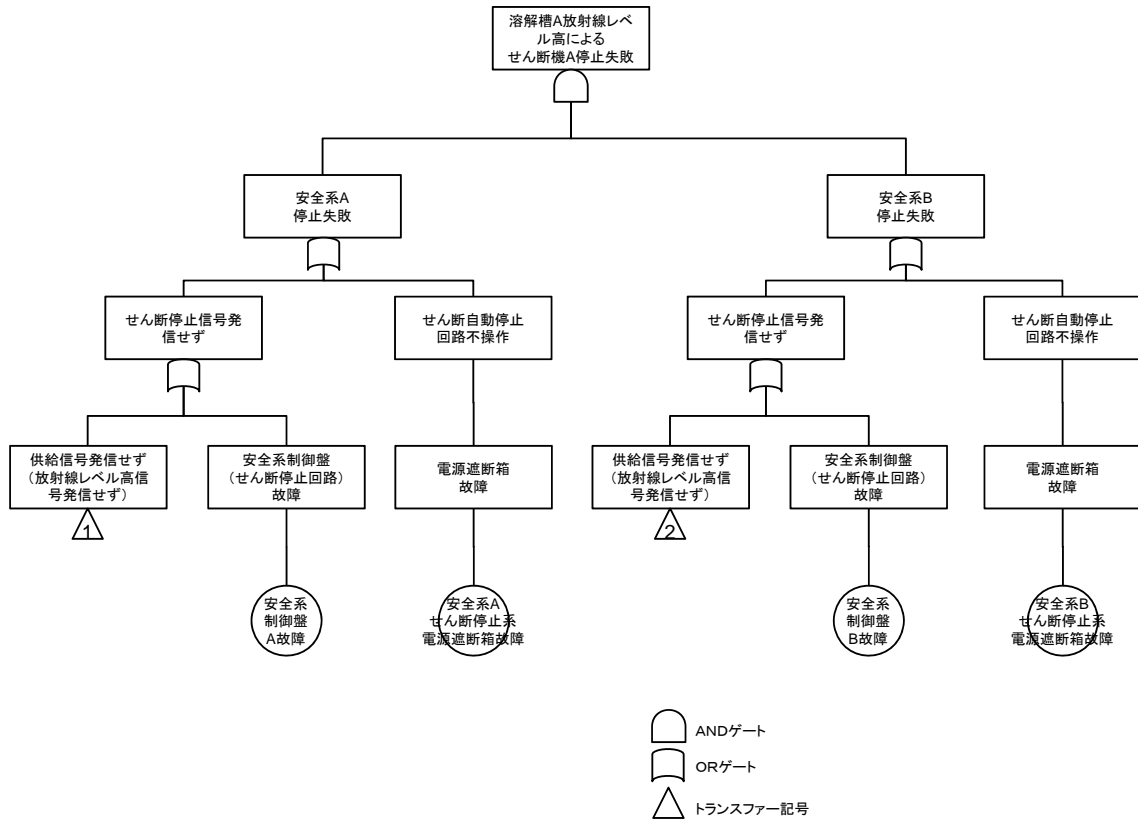 溶解槽A放射線レベ
ル高による
せん断機A停止失敗
安全系A
停止失敗
安全系B
停止失敗
せん断停止信号発
信せず
せん断自動停止
回路不操作
せん断停止信号発
信せず
せん断自動停止
回路不操作
供給信号発信せず
（放射線レベル高信
号発信せず）
安全系制御盤
（せん断停止回路）
故障
電源遮断箱
故障
供給信号発信せず
（放射線レベル高信
号発信せず）
安全系制御盤
（せん断停止回路）
故障
電源遮断箱
故障
1
2
安全系
制御盤
A故障
安全系A
せん断停止系
電源遮断箱故障
安全系
制御盤
B故障
安全系B
せん断停止系
電源遮断箱故障
ANDゲート
ORゲート
トランスファー記号